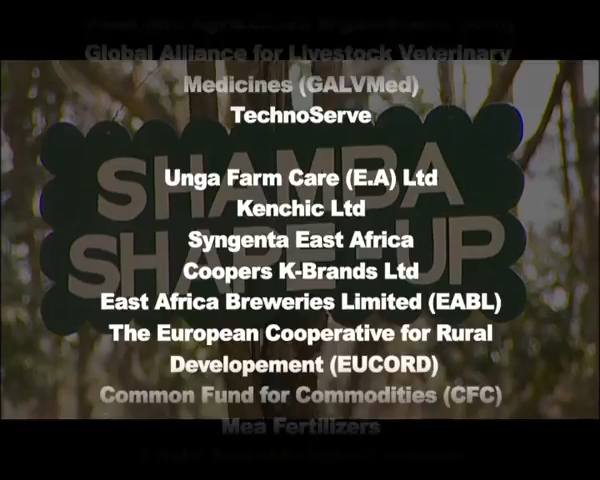 Global Alliance for Livestock Veterinary
Medicines (GALVMed)
TechnoServe
Unga Farm Care (E.A) Ltd
Kenchic Ltd
Syngenta East Africa
Coopers K-Brands Ltd
East Africa Breweries Limited (EABL)
The European Cooperative for Rural
Developement (EUCORD)
Common Fund for Commodities (CFC)
Mea Fertilizers
SHAMBA
SHAPE-UP